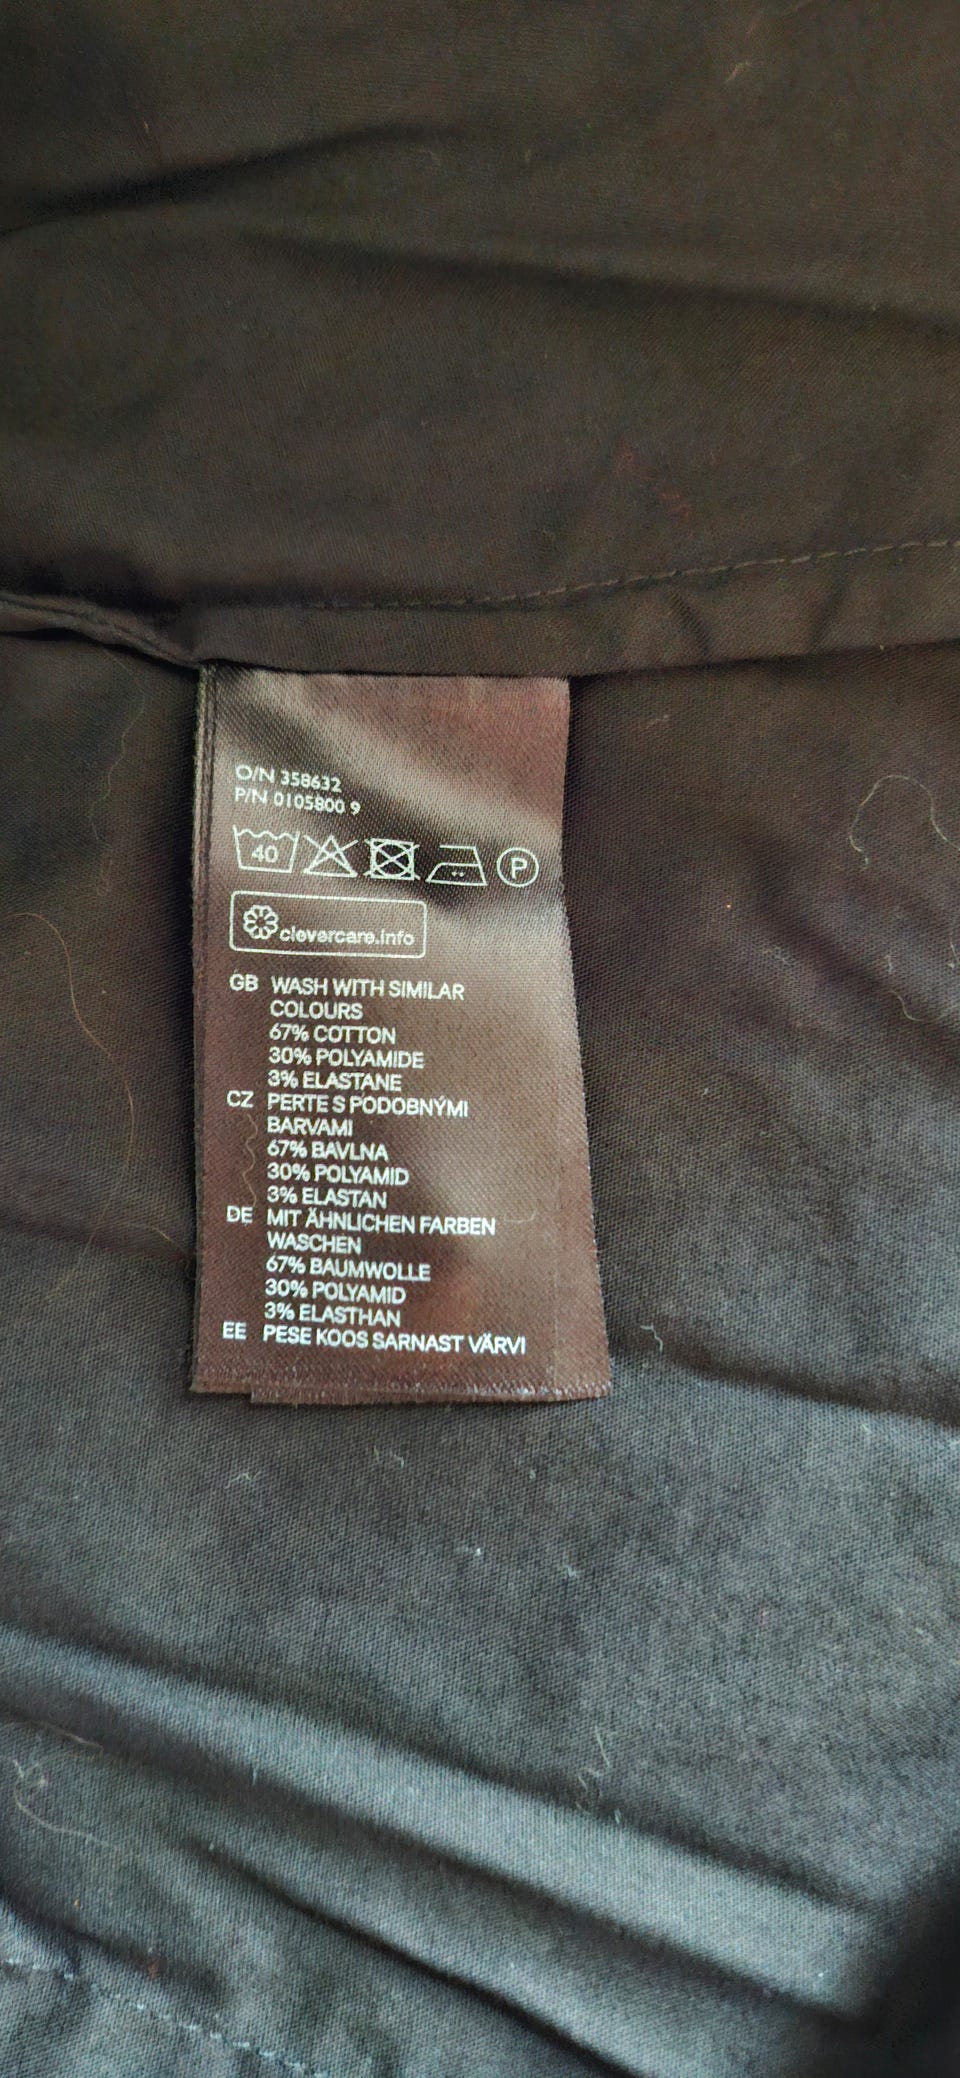 O/N 358632
P/N 0105800 9
40 P
clevercare.info
GB WASH WITH SIMILAR
COLOURS
67% COTTON
30% POLYAMIDE
3% ELASTANE
CZ PERTE S PODOBNÝMI
BARVAMI
67% BAVLNA
30% POLYAMID
3% ELASTAN
DE MIT ÄHNLICHEN FARBEN
WASCHEN
67% BAUMWOLLE
30% POLYAMID
3% ELASTHAN
EE PESE KOOS SARNAST VÄRVI